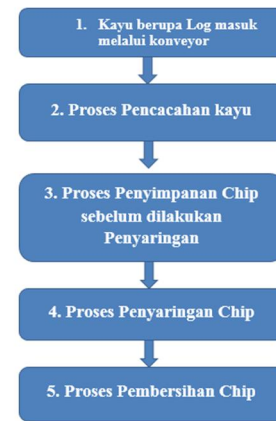 1. Kayu berupa Log masuk
melalui konveyor
2. Proses Pencacahan kayu
3. Proses Penyimpanan Chip
sebelum dilakukan
Penyaringan
4. Proses Penyaringan Chip
5. Proses Pembersihan Chip